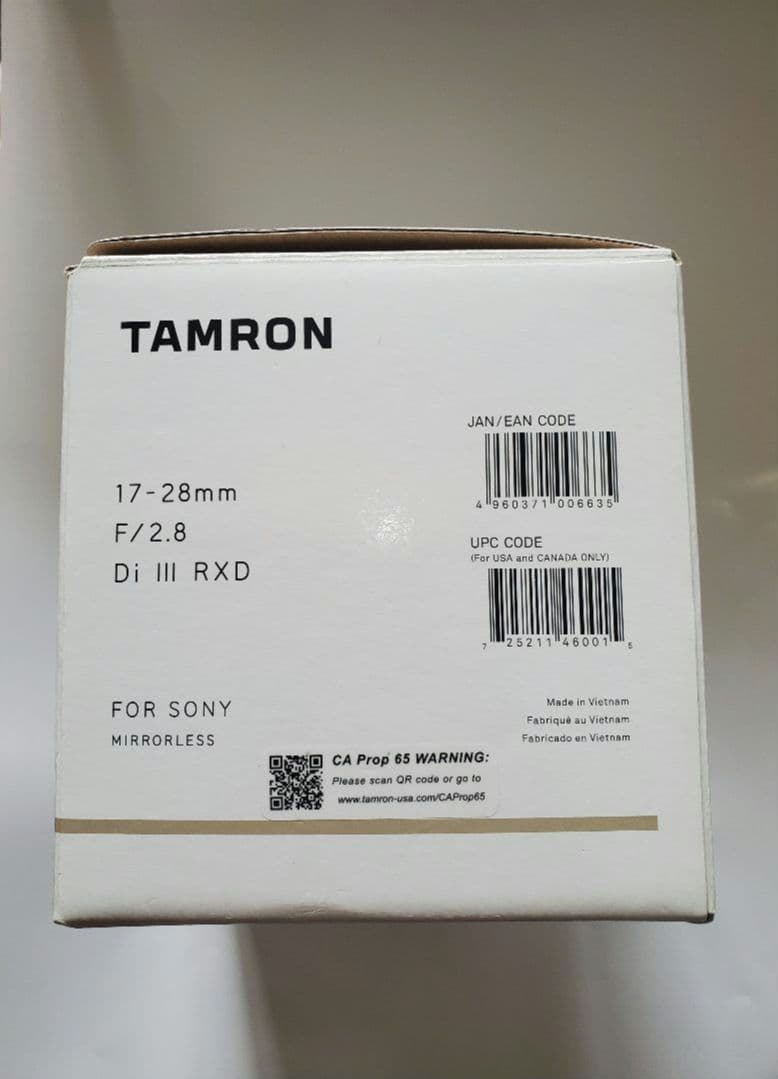 TAMRON
JAN/EAN CODE
4 960371 006635
17-28mm
F/2.8
Di III RXD
UPC CODE
(For USA and CANADA ONLY)
7 25211 46001 5
FOR SONY
MIRRORLESS
Made in Vietnam
Fabriqué au Vietnam
Fabricado en Vietnam
CA Prop 65 WARNING:
Please scan QR code or go to
www.tamron-usa.com/CAProp65